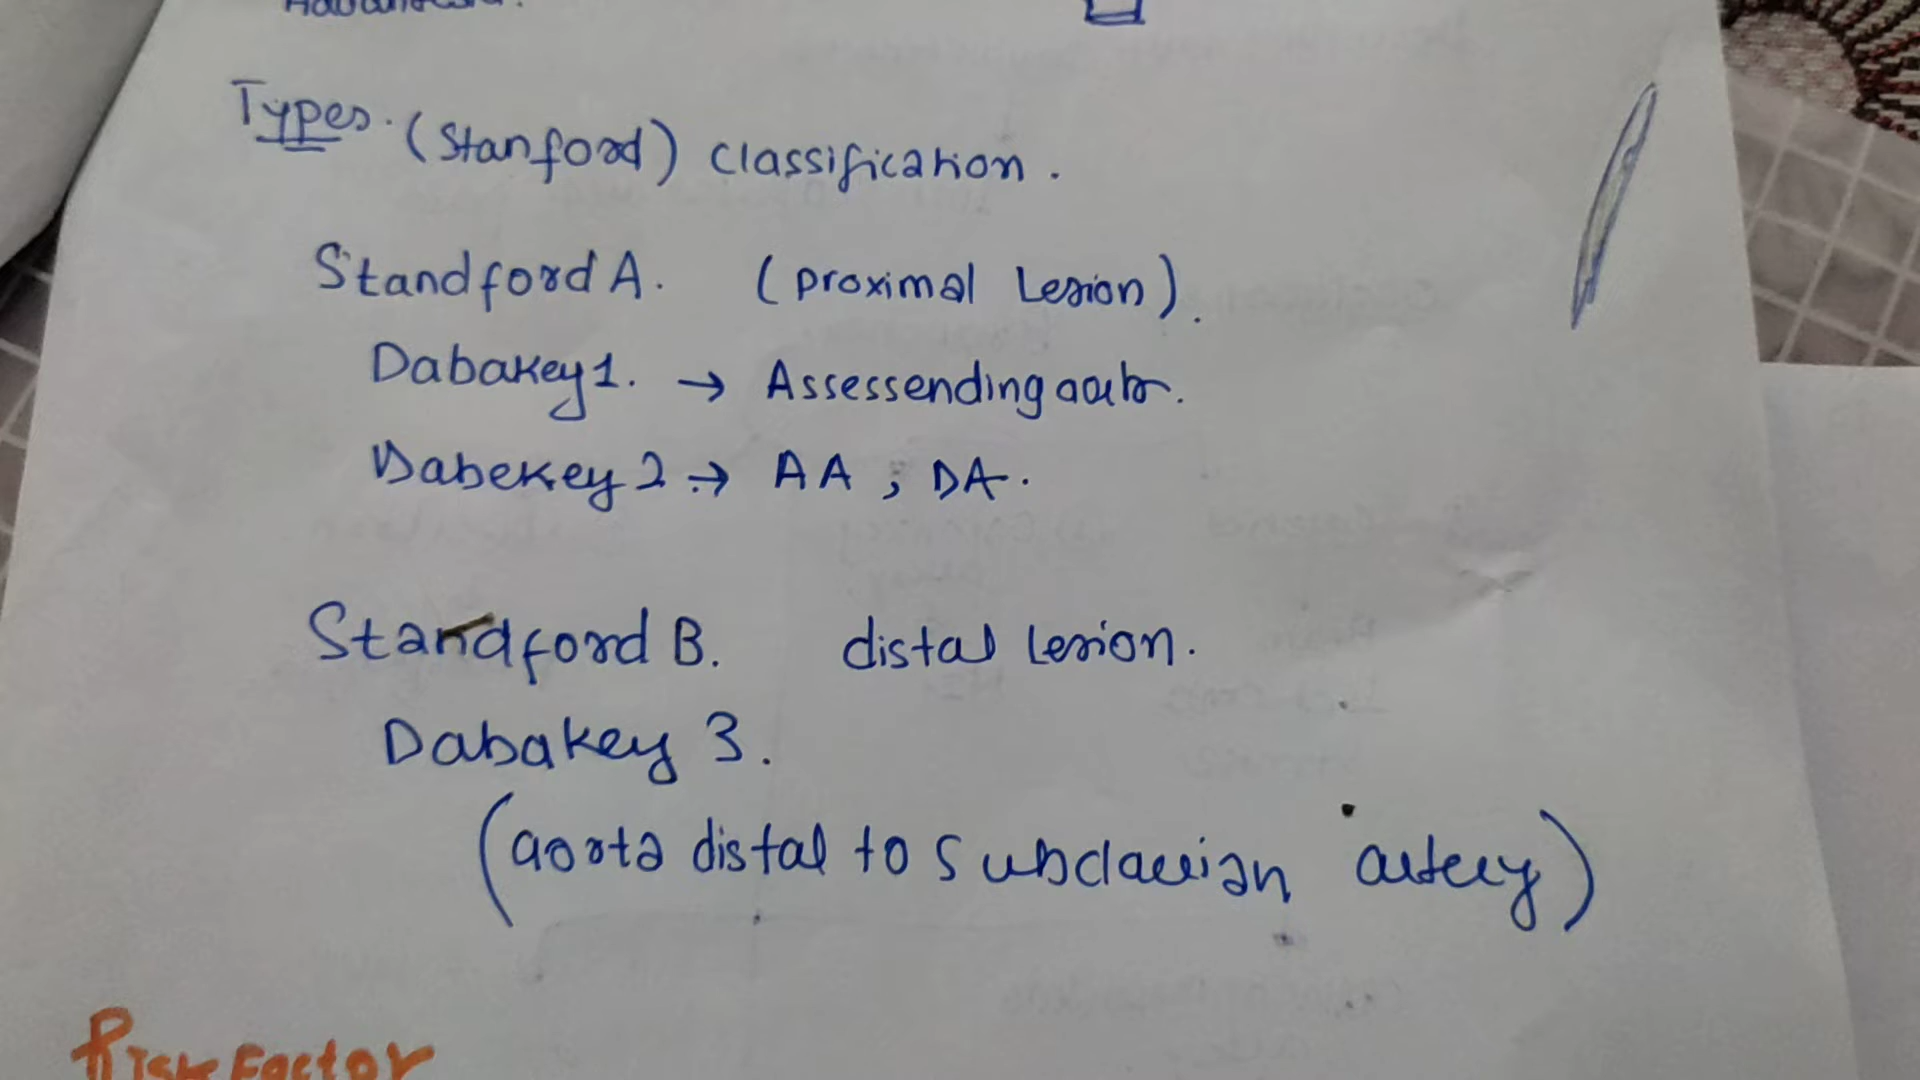 Types. (Stanford) classification.
Standford A. (proximal Lesion).
Dabakey 1. → Assessending aorta.
Dabekey 2 → AA ; DA.
Standford B. distal lesion.
Dabakey 3.
(aorta distal to Subclavian artery)
Risk Factor